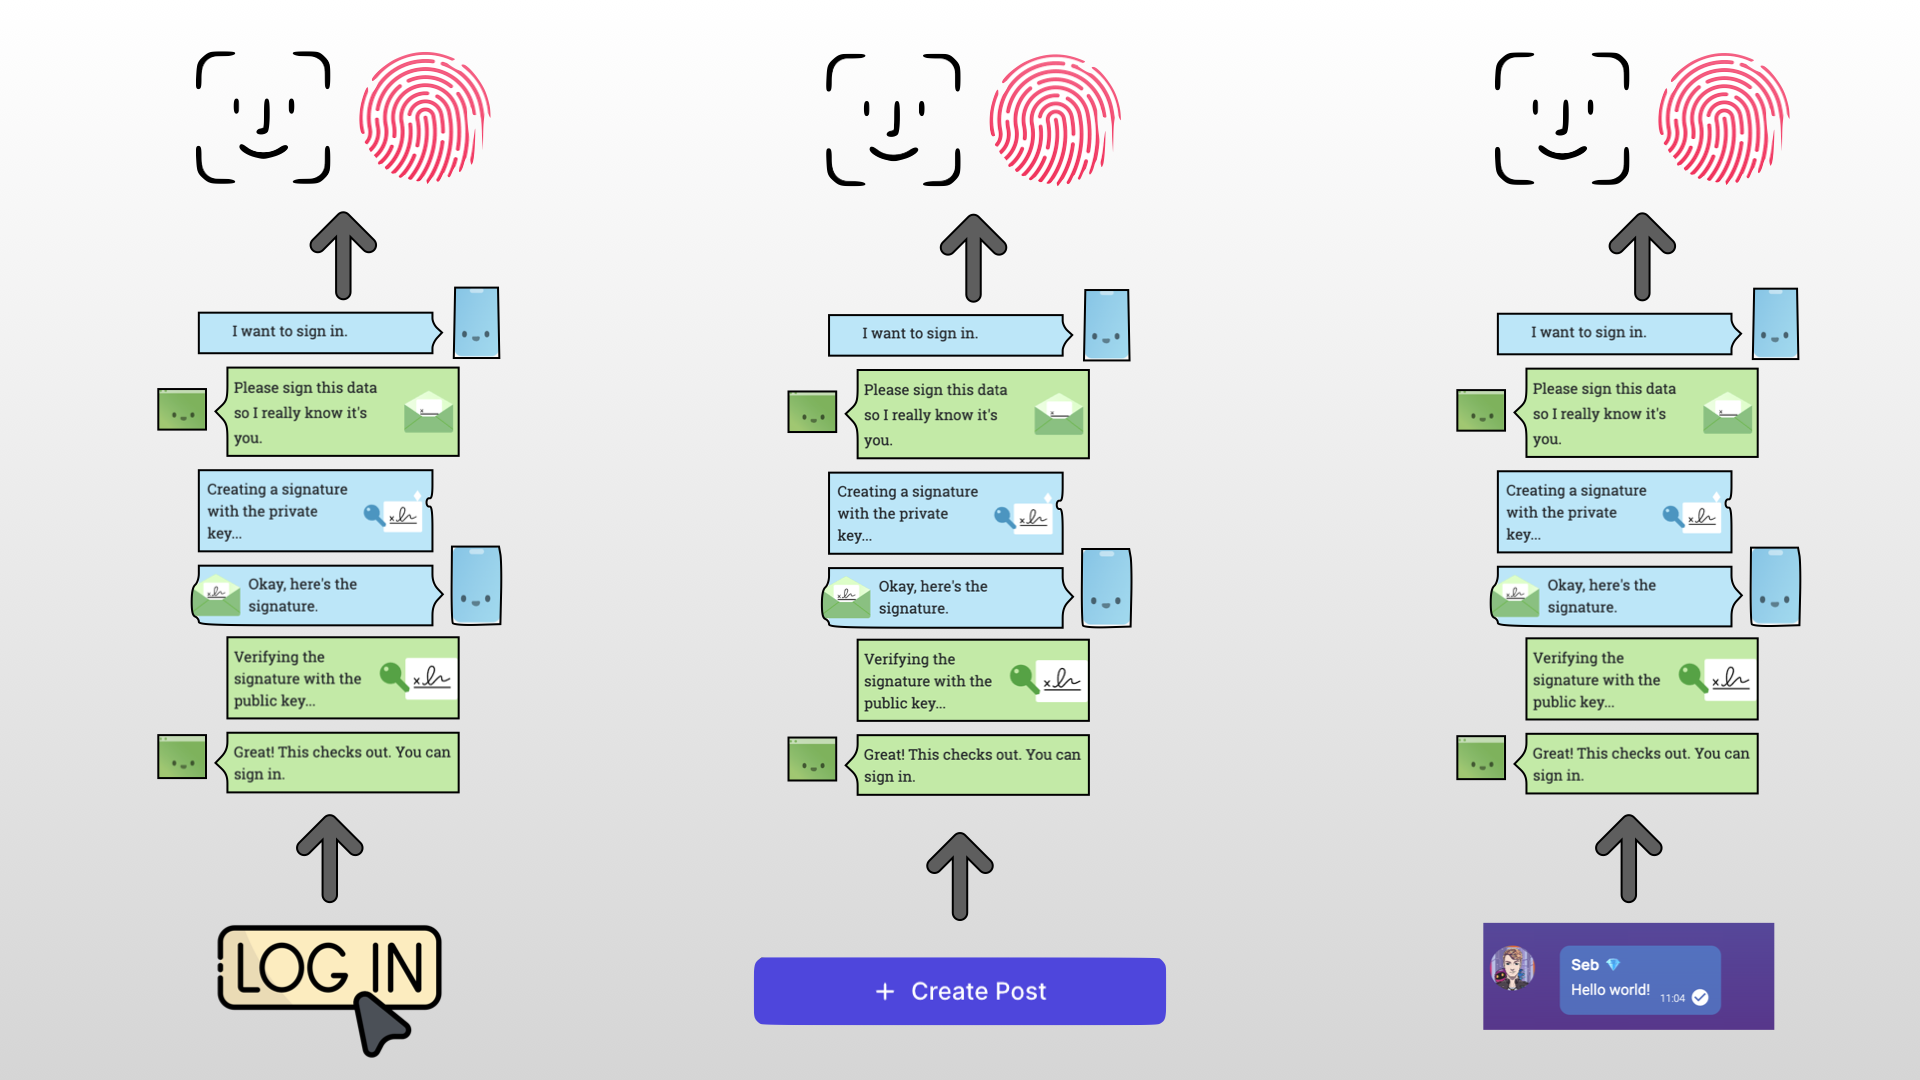 I want to sign in.
Please sign this data
so I really know it's
you.
Creating a signature
with the private
key...
Okay, here's the
signature.
Verifying the
signature with the
public key...
Great! This checks out. You can
sign in.
LOG IN
I want to sign in.
Please sign this data
so I really know it's
you.
Creating a signature
with the private
key...
Okay, here's the
signature.
Verifying the
signature with the
public key...
Great! This checks out. You can
sign in.
+ Create Post
I want to sign in.
Please sign this data
so I really know it's
you.
Creating a signature
with the private
key...
Okay, here's the
signature.
Verifying the
signature with the
public key...
Great! This checks out. You can
sign in.
Seb 💎
Hello world! 11:04